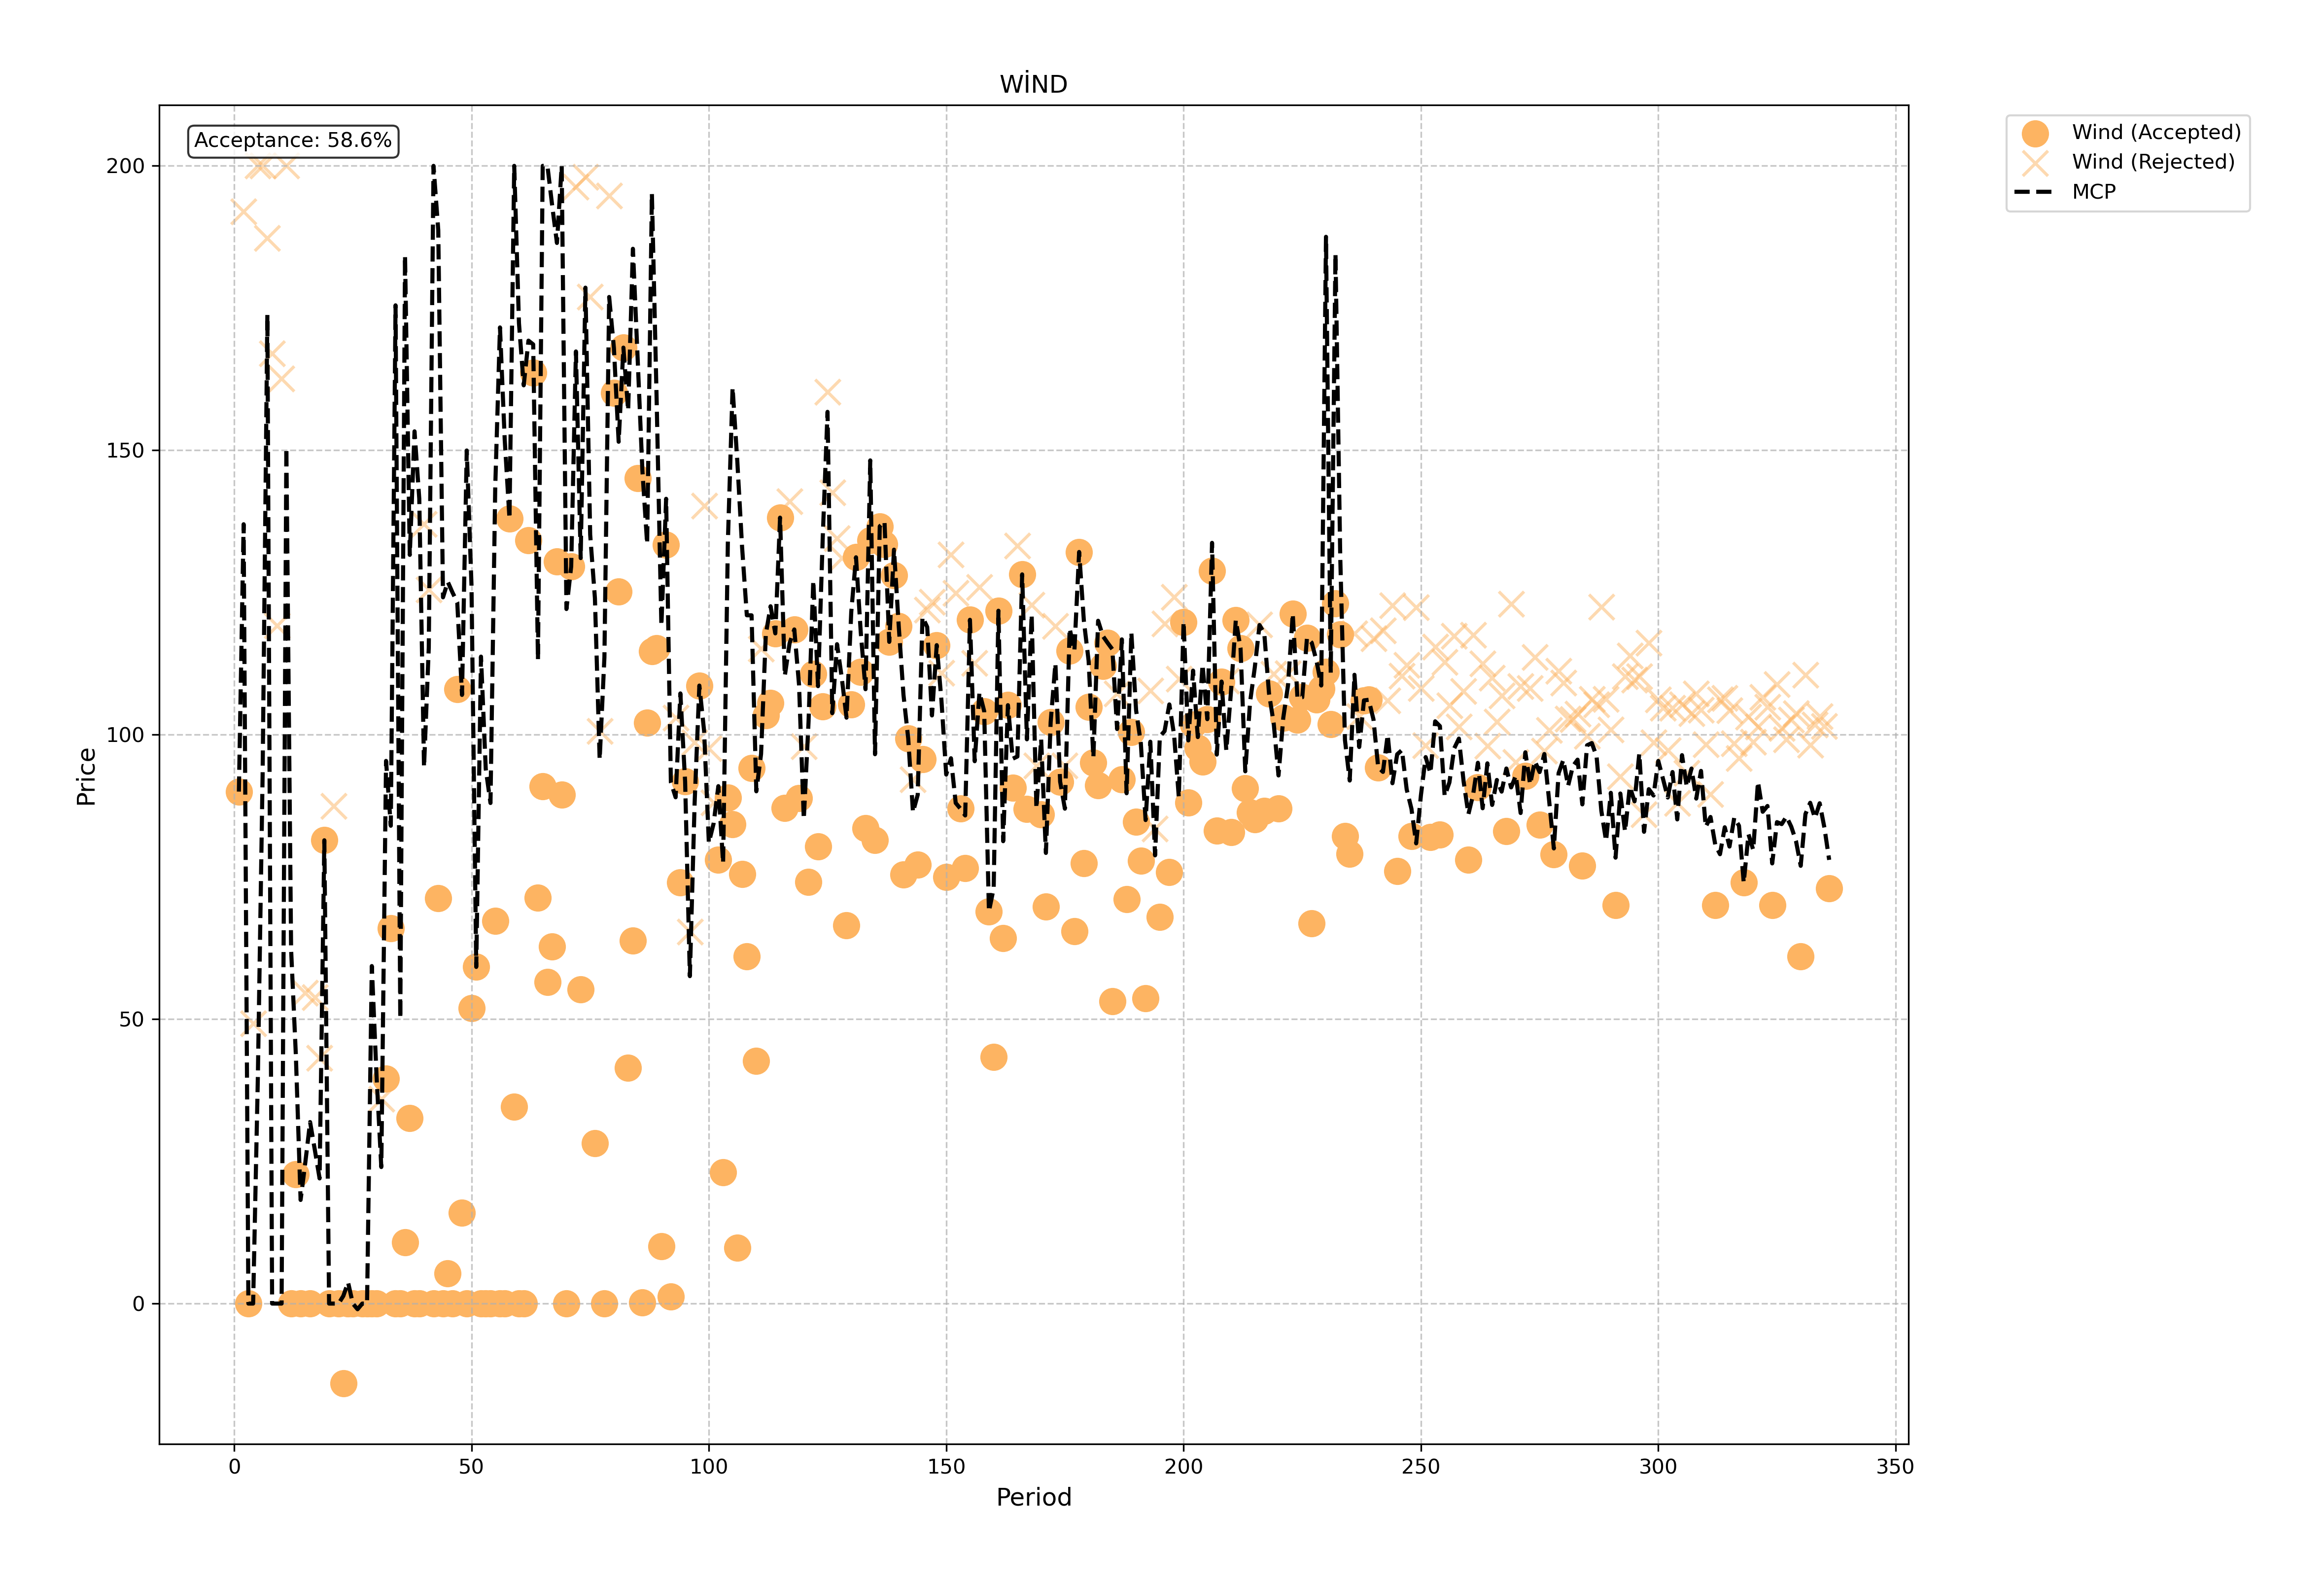 WİND
Acceptance: 58.6%
Wind (Accepted)
Wind (Rejected)
MCP
200
150
100
50
0
Price
0 50 100 150 200 250 300 350
Period